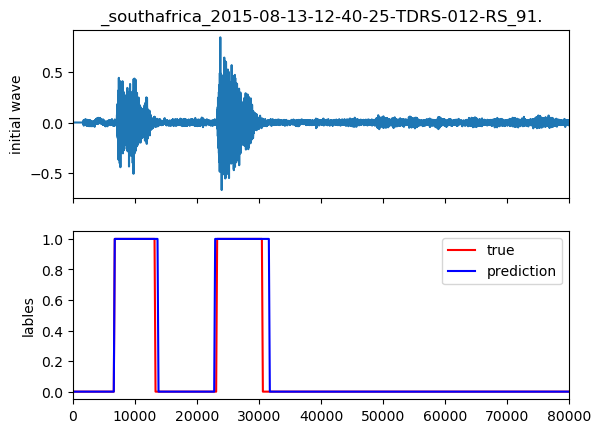 _southafrica_2015-08-13-12-40-25-TDRS-012-RS_91.
initial wave
0.5
0.0
−0.5
lables
1.0
0.8
0.6
0.4
0.2
0.0
true
prediction
0 10000 20000 30000 40000 50000 60000 70000 80000